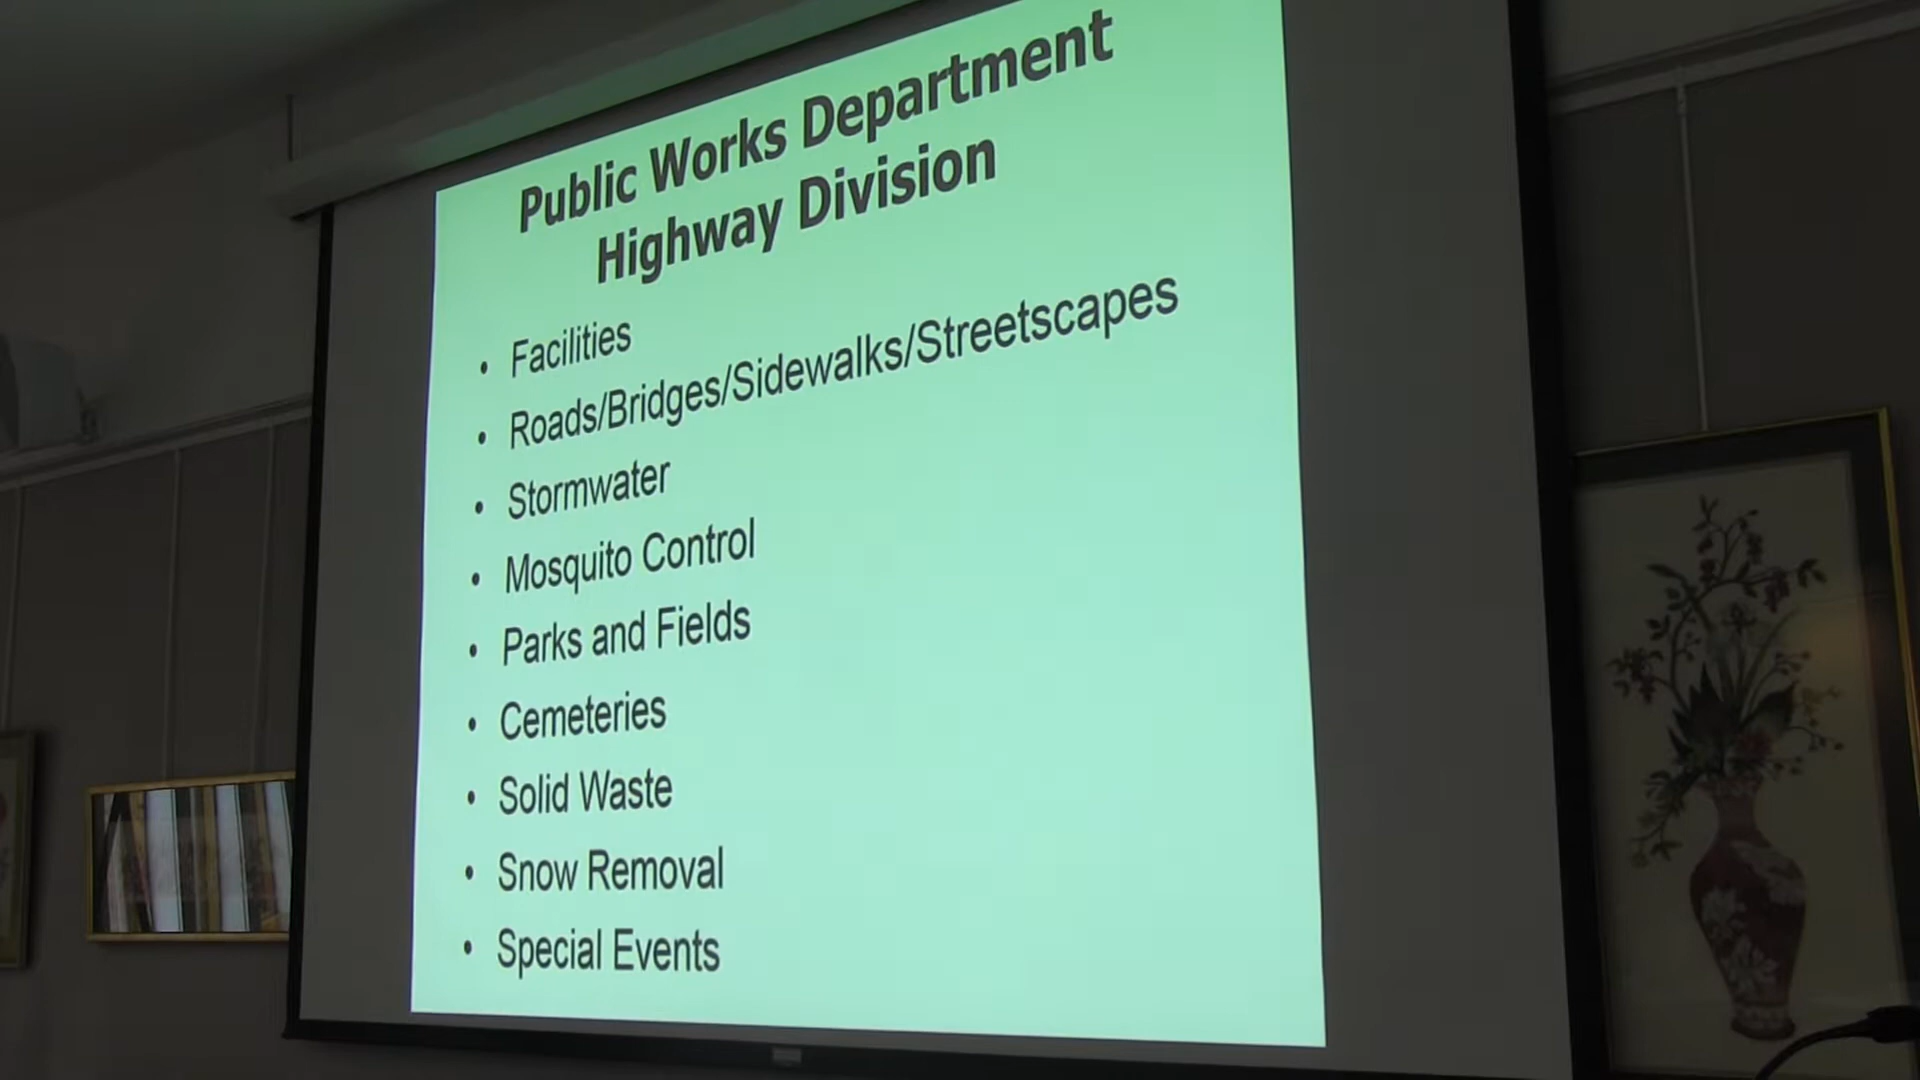 Public Works Department
Highway Division
• Facilities
• Roads/Bridges/Sidewalks/Streetscapes
• Stormwater
• Mosquito Control
• Parks and Fields
• Cemeteries
• Solid Waste
• Snow Removal
• Special Events